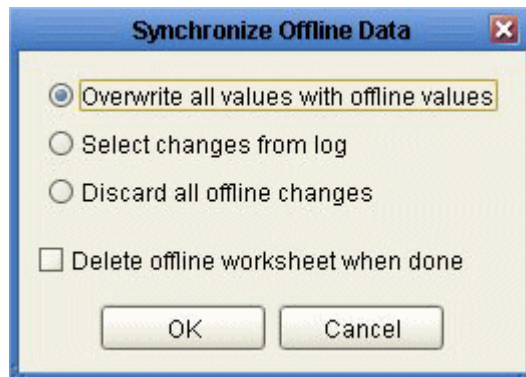 Synchronize Offline Data
Overwrite all values with offline values
Select changes from log
Discard all offline changes
Delete offline worksheet when done
OK
Cancel